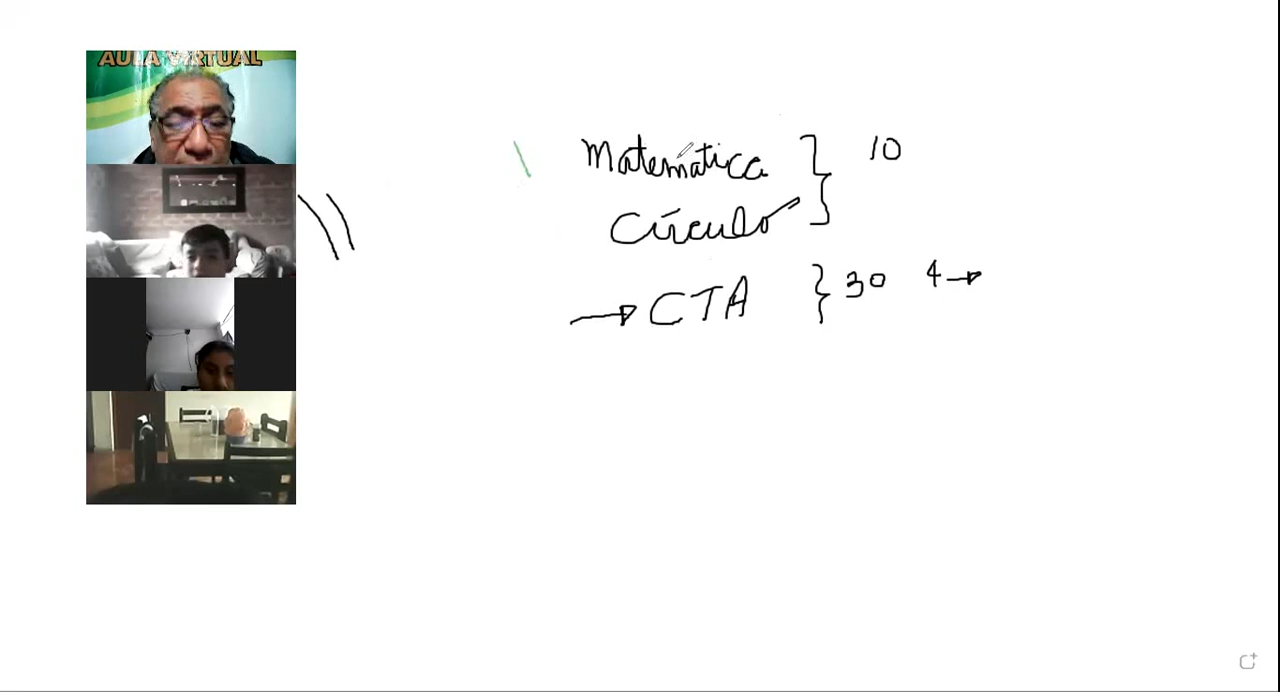 AULA VIRTUAL
Matemática } 10
Círculo
→ CTA } 30 4 →